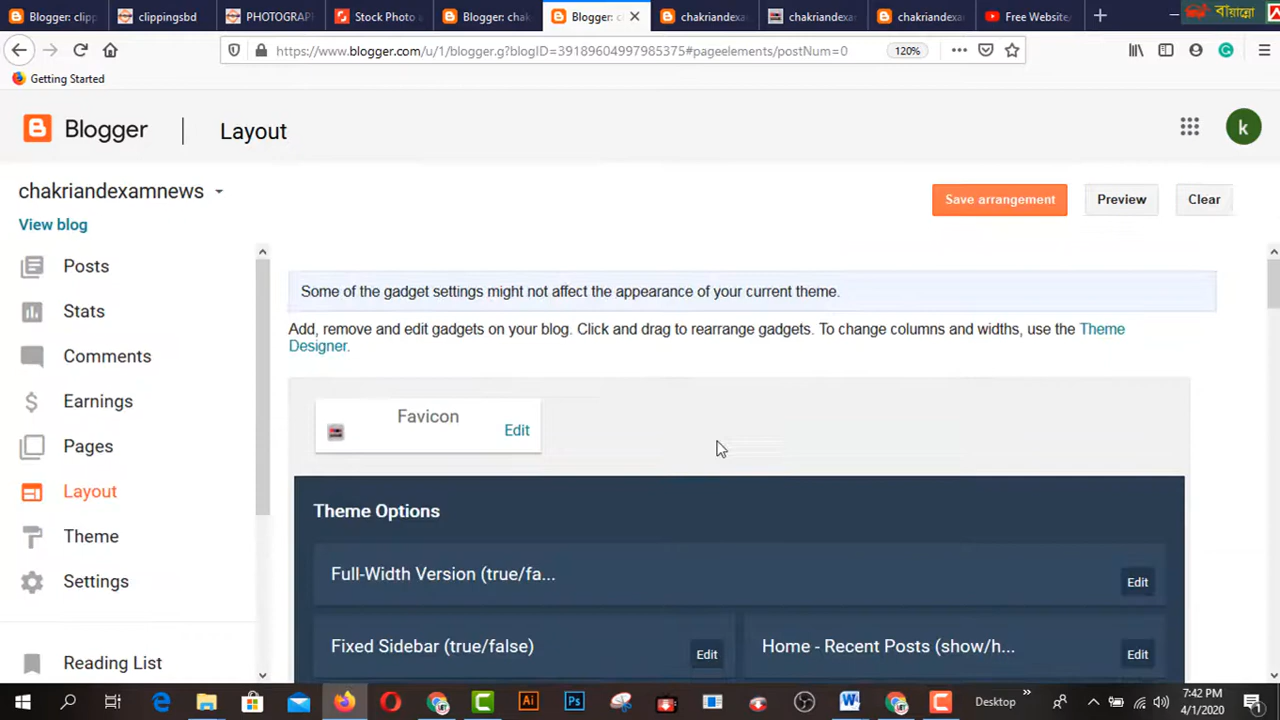 Blogger: clipp
clippingsbd
PHOTOGRAP
Stock Photo a
Blogger: chak
Blogger: c
chakriandexa
chakriandexa
chakriandexa
Free Website/
বায়ান্নো
https://www.blogger.com/u/1/blogger.g?blogID=39189604997985375#pageelements/postNum=0
120%
Getting Started
Blogger
Layout
k
chakriandexamnews
Save arrangement
Preview
Clear
View blog
Posts
Stats
Comments
Earnings
Pages
Layout
Theme
Settings
Reading List
Some of the gadget settings might not affect the appearance of your current theme.
Add, remove and edit gadgets on your blog. Click and drag to rearrange gadgets. To change columns and widths, use the Theme
Designer.
Favicon
Edit
Theme Options
Full-Width Version (true/fa...
Edit
Fixed Sidebar (true/false)
Edit
Home - Recent Posts (show/h...
Edit
Ai
Ps
Desktop
7:42 PM
4/1/2020